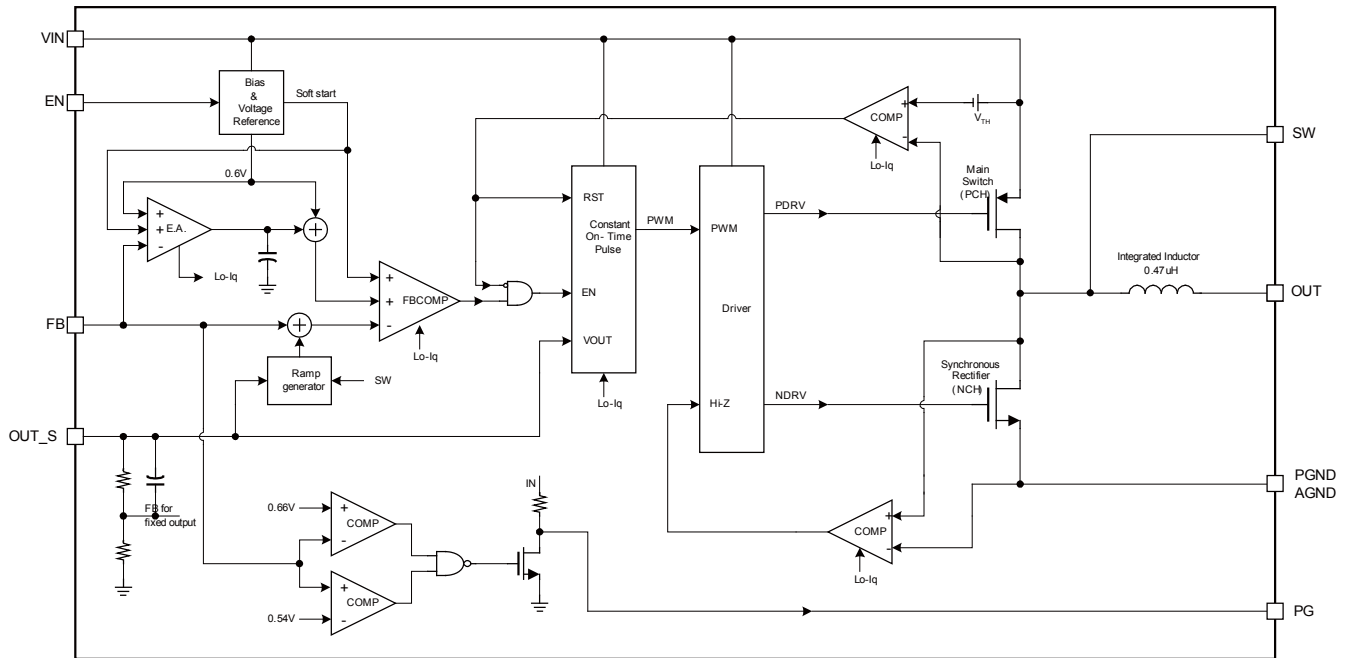 VIN
EN
Bias
&
Voltage
Reference
Soft start
0.6V
+
+
-
E.A.
+
Lo-Iq
+
+
-
FBCOMP
Lo-Iq
FB
+
Ramp
generator
SW
OUT_S
FB for
fixed output
RST
Constant
On- Time
Pulse
EN
VOUT
Lo-Iq
PWM
PWM
Driver
Hi-Z
PDRV
NDRV
+
COMP
-
Lo-Iq
VTH
Main
Switch
(PCH)
Synchronous
Rectifier
(NCH)
Integrated Inductor
0.47uH
SW
OUT
PGND
AGND
+
COMP
-
Lo-Iq
0.66V
+
COMP
-
+
COMP
-
0.54V
IN
PG